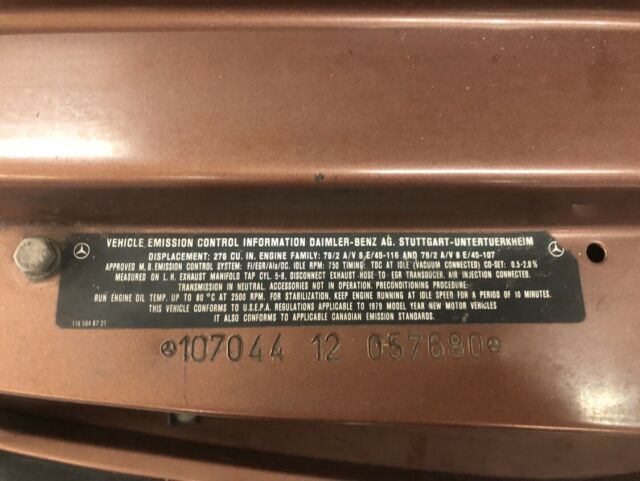 VEHICLE EMISSION CONTROL INFORMATION DAIMLER-BENZ AG. STUTTGART-UNTERTUERKHEIM
DISPLACEMENT: 276 CU. IN. ENGINE FAMILY: 79/2 A/V 8 E/45-116 AND 79/2 A/V 8 E/45-107
APPROVED M. B. EMISSION CONTROL SYSTEM: FI/EGR/Air/OC. IDLE RPM: 750 TIMING: TDC AT IDLE (VACUUM CONNECTED) CO-SET: 0.5-2.0%
MEASURED ON L.H. EXHAUST MANIFOLD TAP CYL. 5-8. DISCONNECT EXHAUST HOSE TO FRP TRANSDUCER, AIR INJECTION CONNECTED.
TRANSMISSION IN NEUTRAL. ACCESSORIES NOT IN OPERATION. PRECONDITIONING PROCEDURE:
RUN ENGINE OIL TEMP. UP TO 80 °C AT 2500 RPM. FOR STABILIZATION, KEEP ENGINE RUNNING AT IDLE SPEED FOR A PERIOD OF 10 MINUTES.
THIS VEHICLE CONFORMS TO U.S.E.P.A. REGULATIONS APPLICABLE TO 1979 MODEL YEAR NEW MOTOR VEHICLES
IT ALSO CONFORMS TO APPLICABLE CANADIAN EMISSION STANDARDS.
116 584 67 21
107044 12 057680